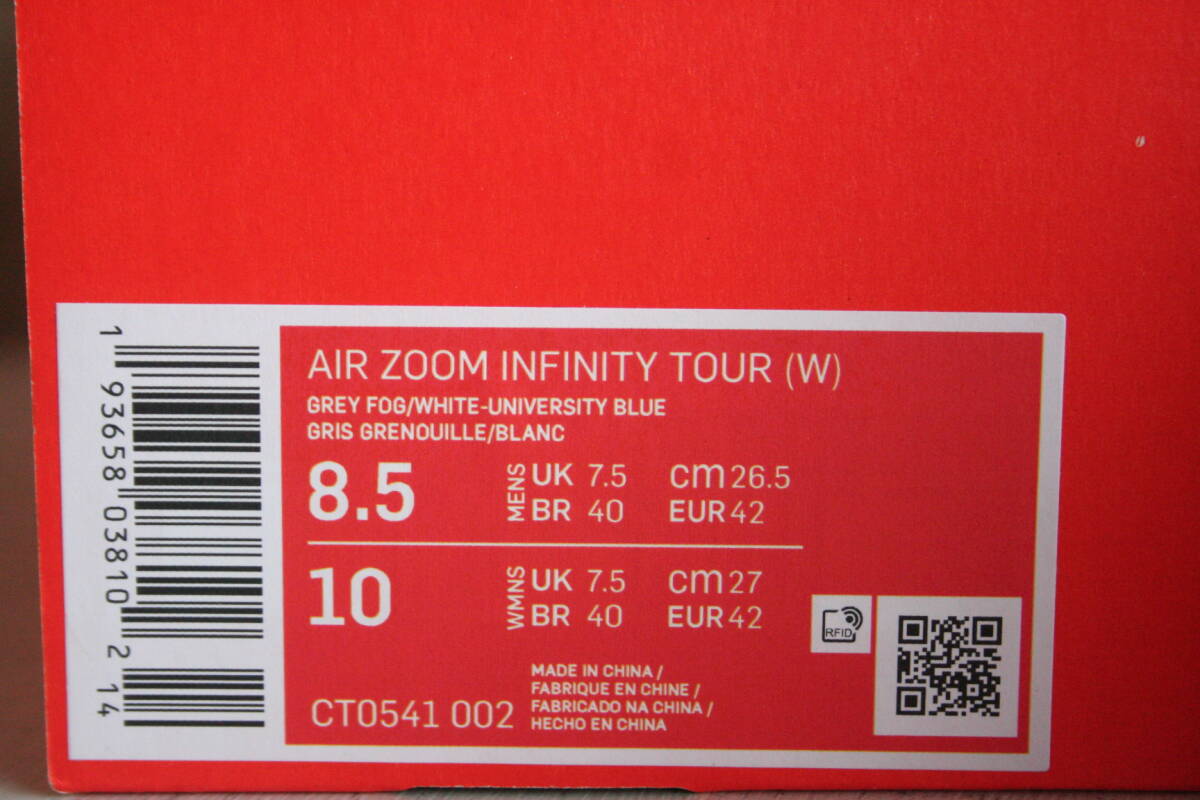 AIR ZOOM INFINITY TOUR (W)
GREY FOG/WHITE-UNIVERSITY BLUE
GRIS GRENOUILLE/BLANC
8.5 MENS UK 7.5 cm 26.5
BR 40 EUR 42
10 WMNS UK 7.5 cm 27
BR 40 EUR 42
CT0541 002
MADE IN CHINA /
FABRIQUE EN CHINE /
FABRICADO NA CHINA /
HECHO EN CHINA
RFID
1 93658 03810 2 14